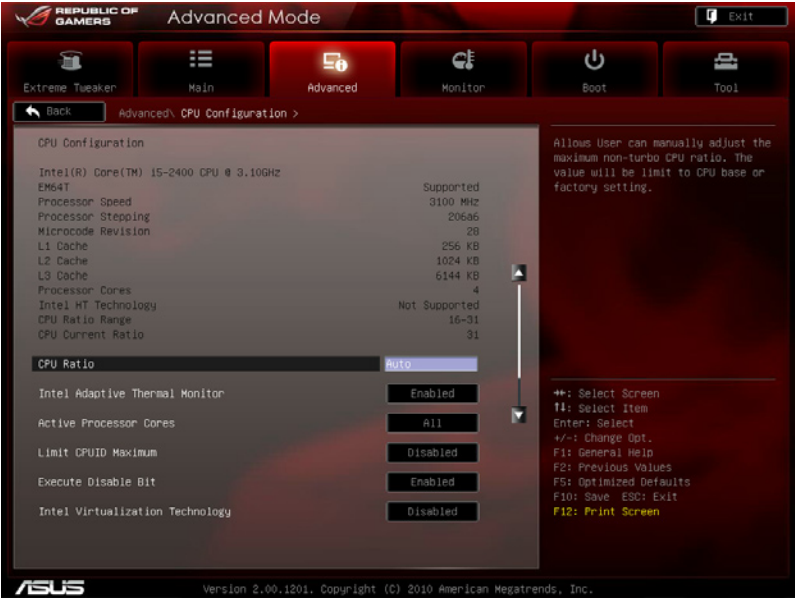 REPUBLIC OF
GAMERS
Advanced Mode
Exit
Extreme Tweaker
Main
Advanced
Monitor
Boot
Tool
Back
Advanced\ CPU Configuration >
CPU Configuration
Intel(R) Core(TM) i5-2400 CPU @ 3.10GHz
EM64T Supported
Processor Speed 3100 MHz
Processor Stepping 206a6
Microcode Revision 28
L1 Cache 256 KB
L2 Cache 1024 KB
L3 Cache 6144 KB
Processor Cores 4
Intel HT Technology Not Supported
CPU Ratio Range 16-31
CPU Current Ratio 31
CPU Ratio Auto
Intel Adaptive Thermal Monitor Enabled
Active Processor Cores All
Limit CPUID Maximum Disabled
Execute Disable Bit Enabled
Intel Virtualization Technology Disabled
Allows User can manually adjust the
maximum non-turbo CPU ratio. The
value will be limit to CPU base or
factory setting.
→←: Select Screen
↑↓: Select Item
Enter: Select
+/-: Change Opt.
F1: General Help
F2: Previous Values
F5: Optimized Defaults
F10: Save ESC: Exit
F12: Print Screen
ASUS
Version 2.00.1201. Copyright (C) 2010 American Megatrends, Inc.